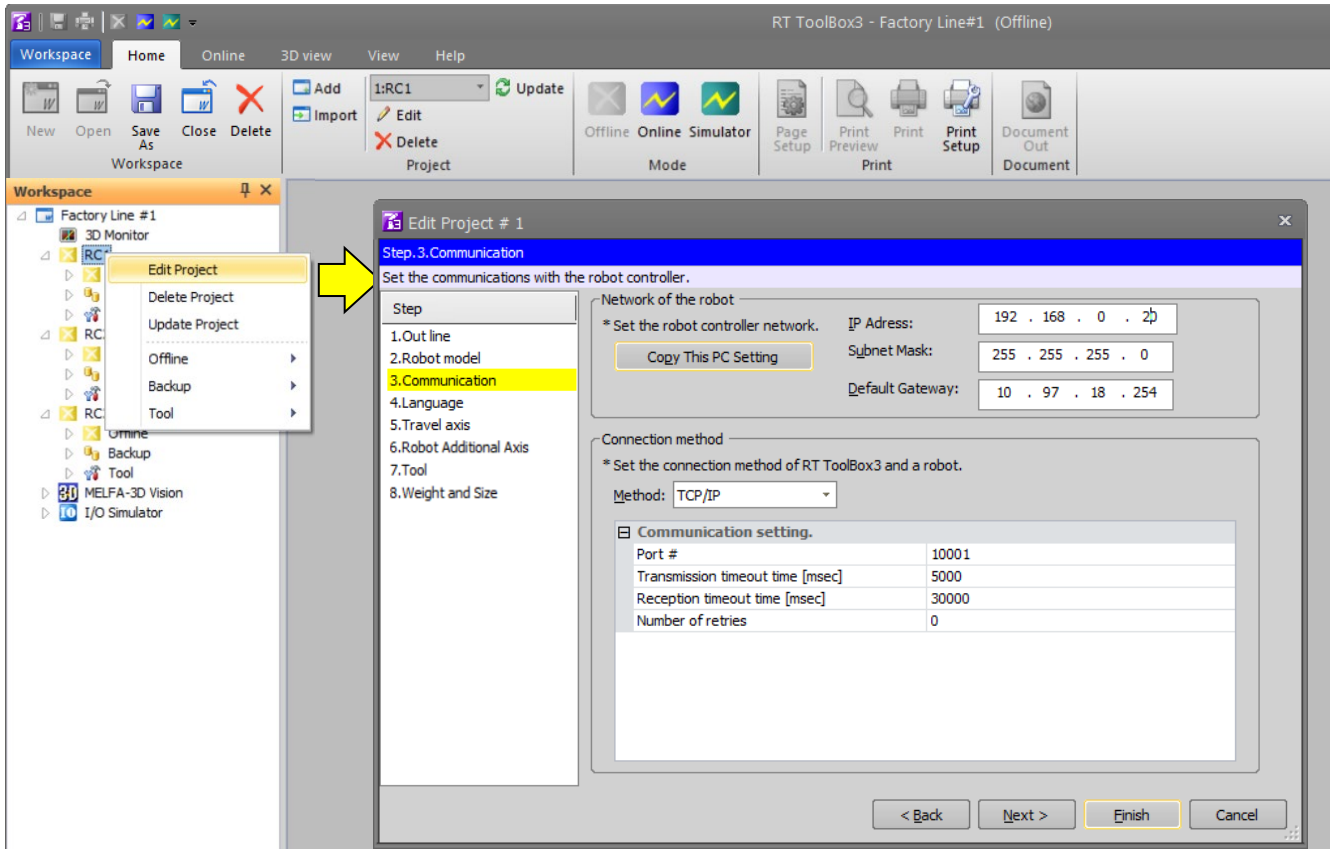 RT ToolBox3 - Factory Line#1 (Offline)
Workspace Home Online 3D view View Help
New Open Save As Close Delete
Workspace
Add
Import
1:RC1 Update
Edit
Delete
Project
Offline Online Simulator
Mode
Page Setup
Print Preview Print Print Setup
Print
Document Out
Document
Workspace
Factory Line #1
3D Monitor
RC1
Edit Project
Delete Project
Update Project
Offline
Backup
Tool
RC
RC
Offline
Backup
Tool
MELFA-3D Vision
I/O Simulator
Edit Project # 1
Step.3.Communication
Set the communications with the robot controller.
Step
1.Out line
2.Robot model
3.Communication
4.Language
5.Travel axis
6.Robot Additional Axis
7.Tool
8.Weight and Size
Network of the robot
* Set the robot controller network.
Copy This PC Setting
IP Adress: 192 . 168 . 0 . 20
Subnet Mask: 255 . 255 . 255 . 0
Default Gateway: 10 . 97 . 18 . 254
Connection method
* Set the connection method of RT ToolBox3 and a robot.
Method: TCP/IP
Communication setting.
Port # 10001
Transmission timeout time [msec] 5000
Reception timeout time [msec] 30000
Number of retries 0
< Back Next > Finish Cancel